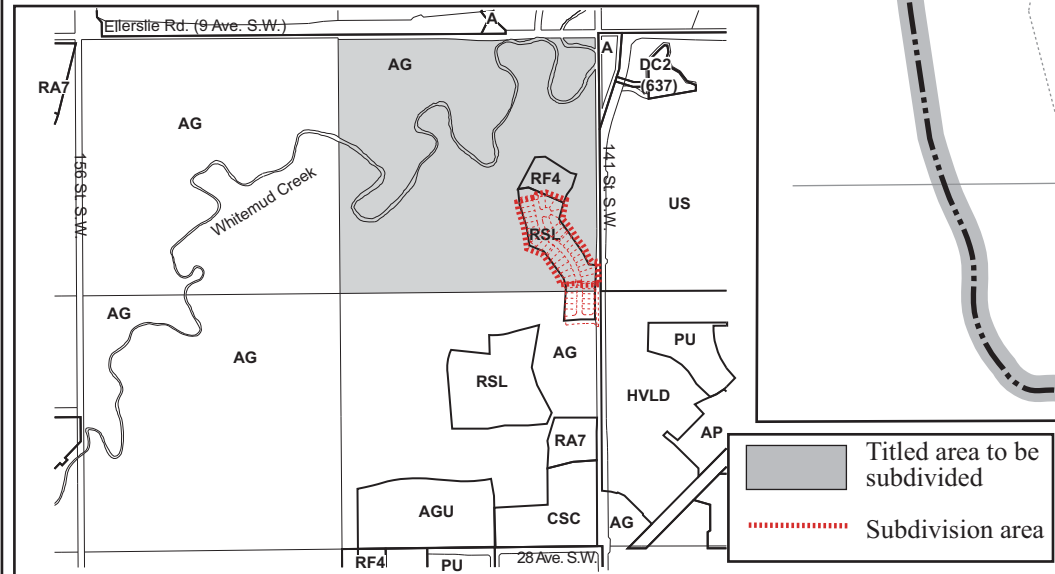 Ellerslie Rd. (9 Ave. S.W.)
A
A
AG
DC2
(637)
RA7
AG
156 St. S.W.
Whitemud Creek
141 St. S.W.
RF4
US
RSL
AG
AG
AG
PU
RSL
HVLD
AP
RA7
AGU
CSC
AG
RF4
PU
28 Ave. S.W.
Titled area to be
subdivided
Subdivision area